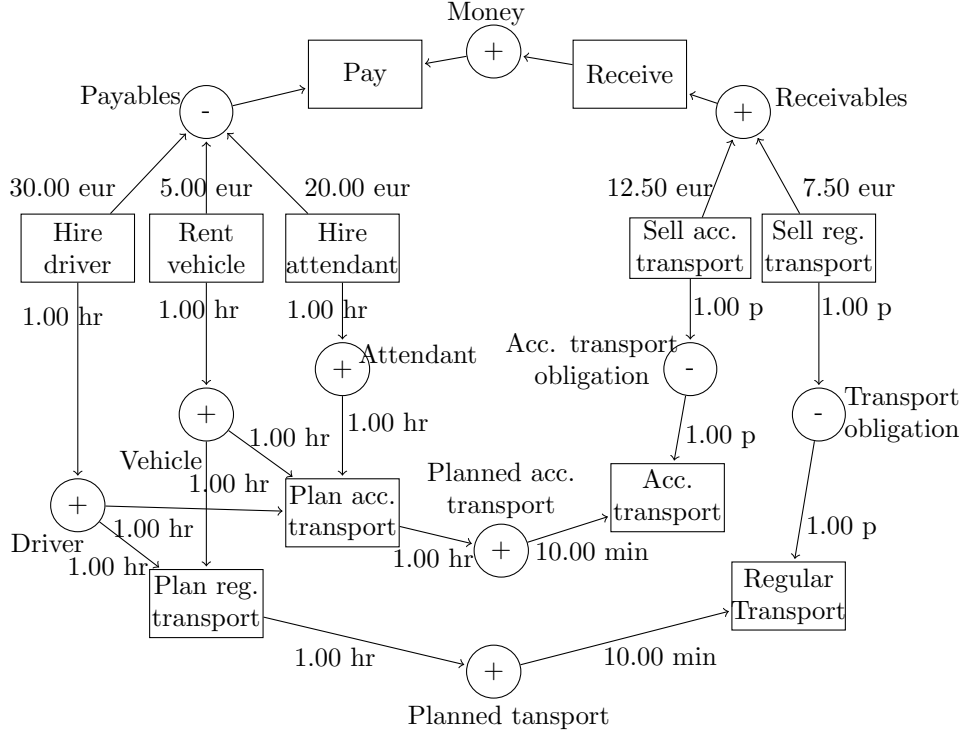 Money
+
Pay
Receive
Payables
-
+
Receivables
30.00 eur
5.00 eur
20.00 eur
12.50 eur
7.50 eur
Hire
driver
Rent
vehicle
Hire
attendant
Sell acc.
transport
Sell reg.
transport
1.00 hr
1.00 hr
1.00 hr
1.00 p
1.00 p
+
Attendant
Acc. transport
obligation
-
+
Vehicle
1.00 hr
1.00 hr
1.00 hr
-
Transport
obligation
1.00 p
Planned acc.
transport
+
Driver
1.00 hr
1.00 hr
Plan acc.
transport
1.00 hr
+
10.00 min
Acc.
transport
1.00 p
Plan reg.
transport
Regular
Transport
1.00 hr
+
10.00 min
Planned tansport